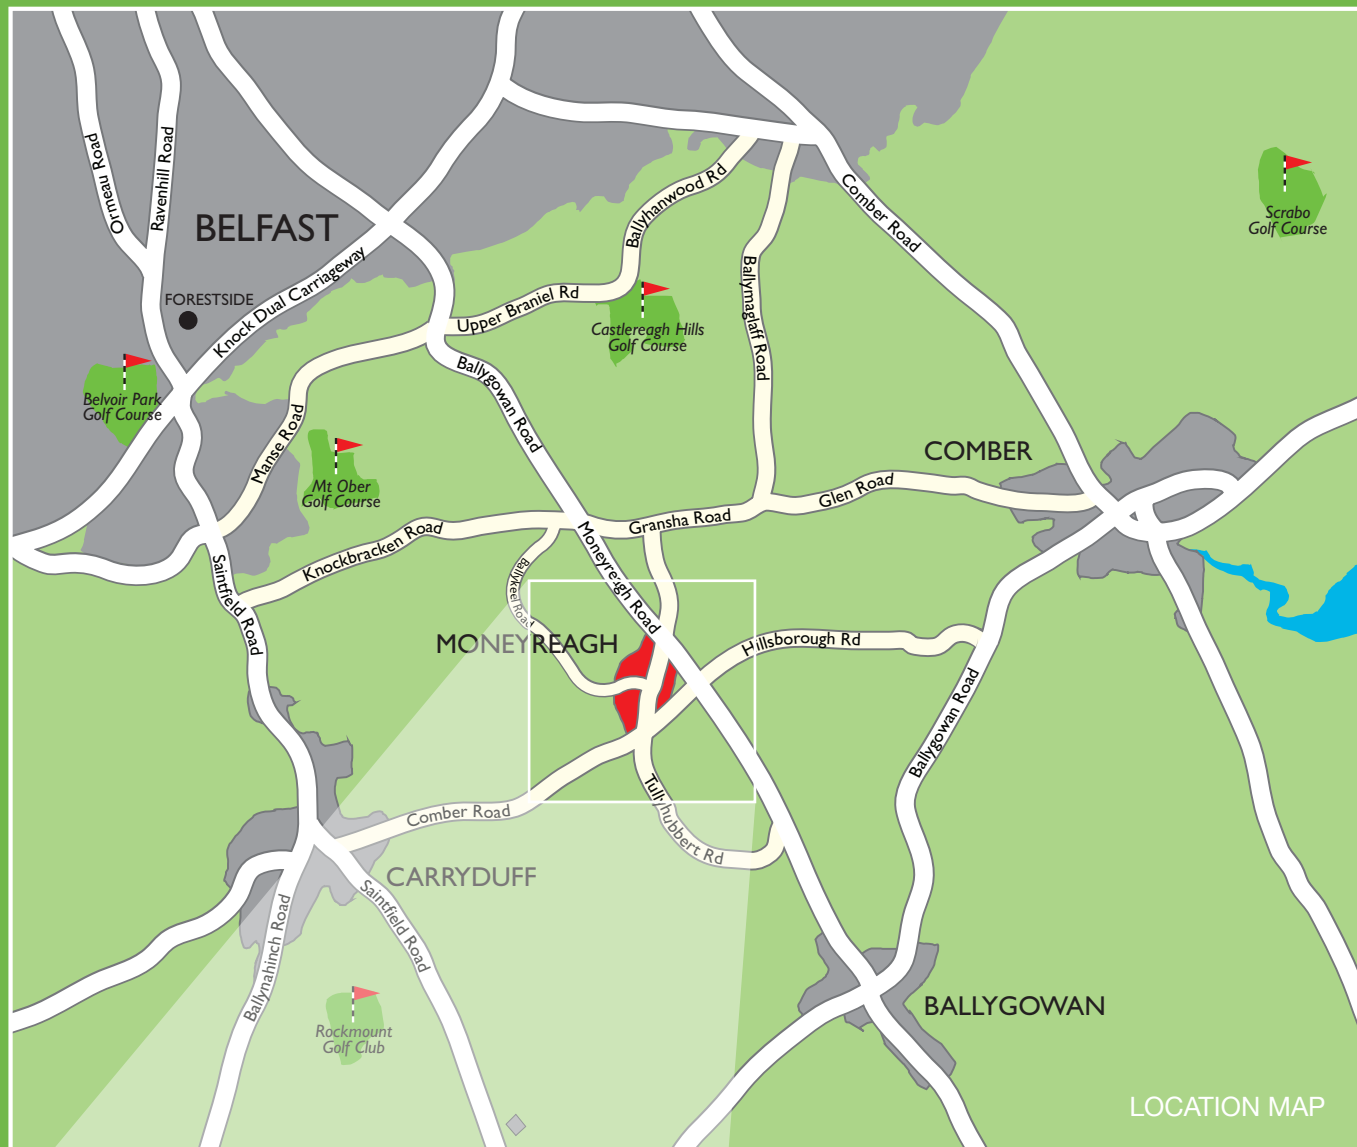 Ormeau Road
Ravenhill Road
BELFAST
FORESTSIDE
Knock Dual Carriageway
Ballyhanwood Rd
Comber Road
Scrabo
Golf Course
Upper Braniel Rd
Castlereagh Hills
Golf Course
Ballymaglaff Road
Belvoir Park
Golf Course
Manse Road
Ballygowan Road
Mt Ober
Golf Course
COMBER
Glen Road
Gransha Road
Knockbracken Road
Moneyreagh Road
Ballykeel Road
Saintfield Road
MONEYREAGH
Hillsborough Rd
Ballygowan Road
Tullyhubbert Rd
Comber Road
CARRYDUFF
Saintfield Road
Ballynahinch Road
Rockmount
Golf Club
BALLYGOWAN
LOCATION MAP